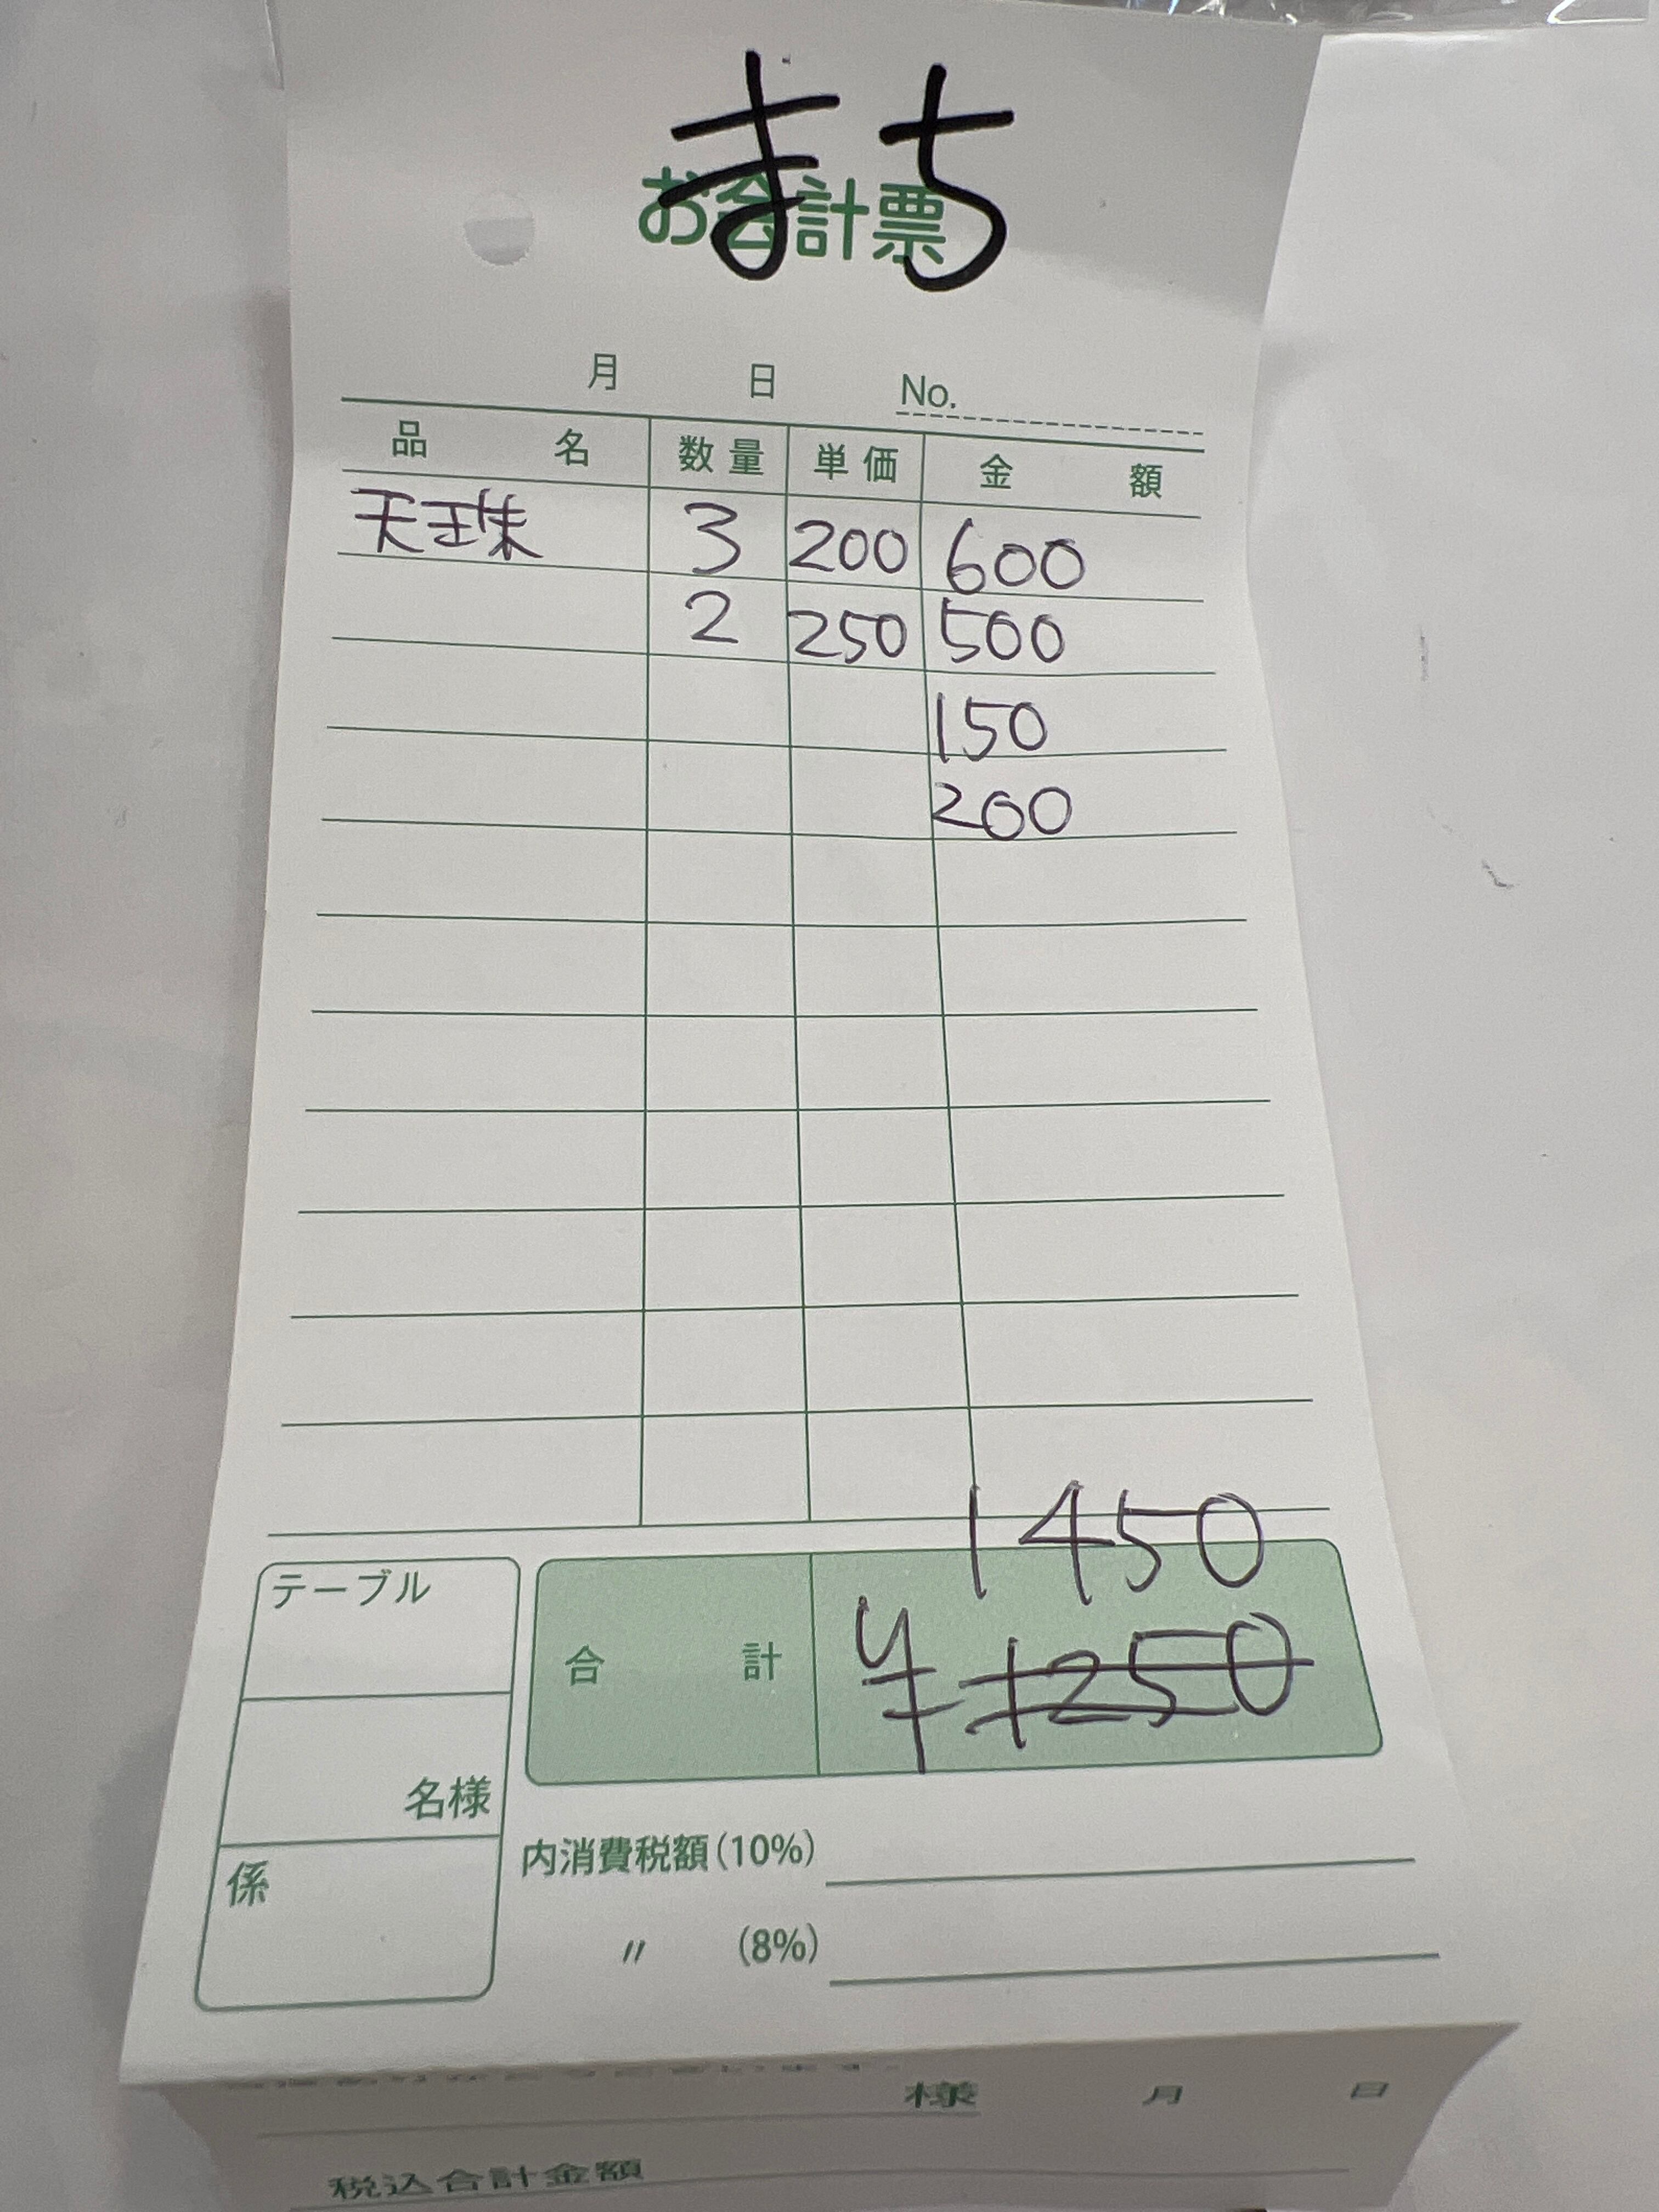 まち
お会計票
月 日 No.
品名 数量 単価 金額
天珠 3 200 600
2 250 500
150
200
1450
テーブル
合計 ¥ 1250
名様
係
内消費税額(10%)
〃 (8%)
様 月 日
税込合計金額